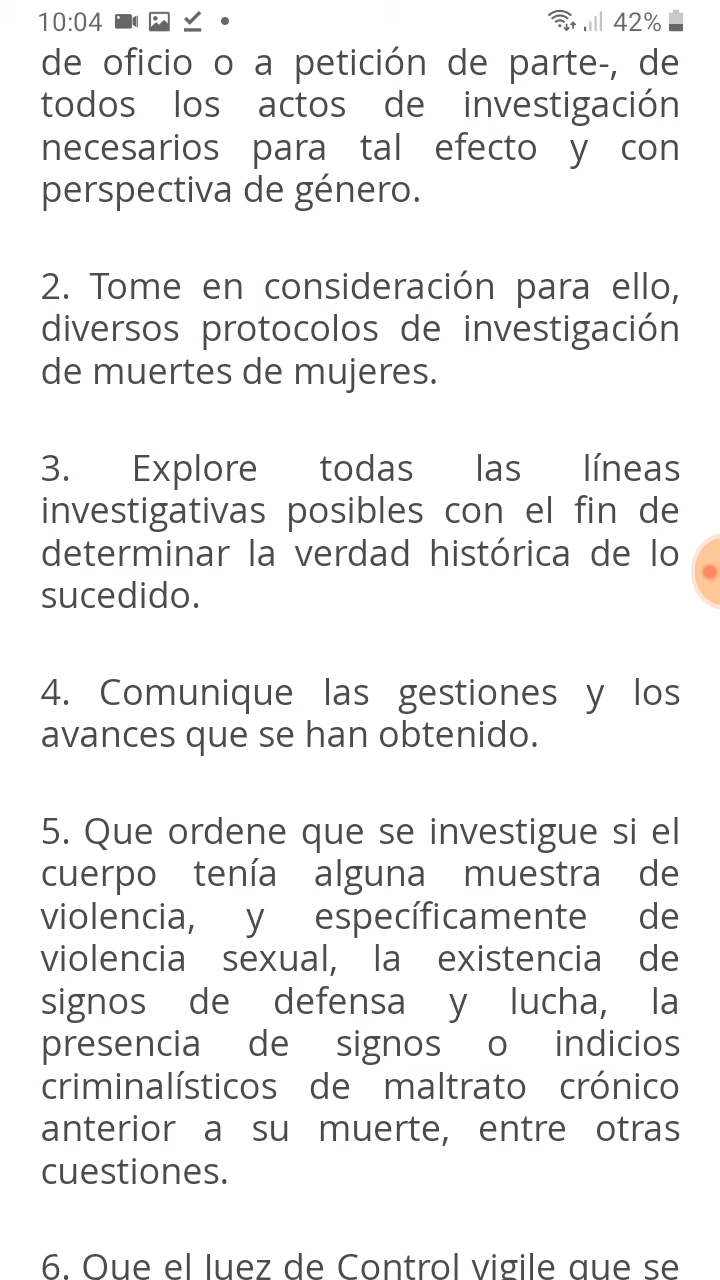 10:04
42%
de oficio o a petición de parte-, de
todos los actos de investigación
necesarios para tal efecto y con
perspectiva de género.
2. Tome en consideración para ello,
diversos protocolos de investigación
de muertes de mujeres.
3. Explore todas las líneas
investigativas posibles con el fin de
determinar la verdad histórica de lo
sucedido.
4. Comunique las gestiones y los
avances que se han obtenido.
5. Que ordene que se investigue si el
cuerpo tenía alguna muestra de
violencia, y específicamente de
violencia sexual, la existencia de
signos de defensa y lucha, la
presencia de signos o indicios
criminalísticos de maltrato crónico
anterior a su muerte, entre otras
cuestiones.
6. Que el Juez de Control vigile que se